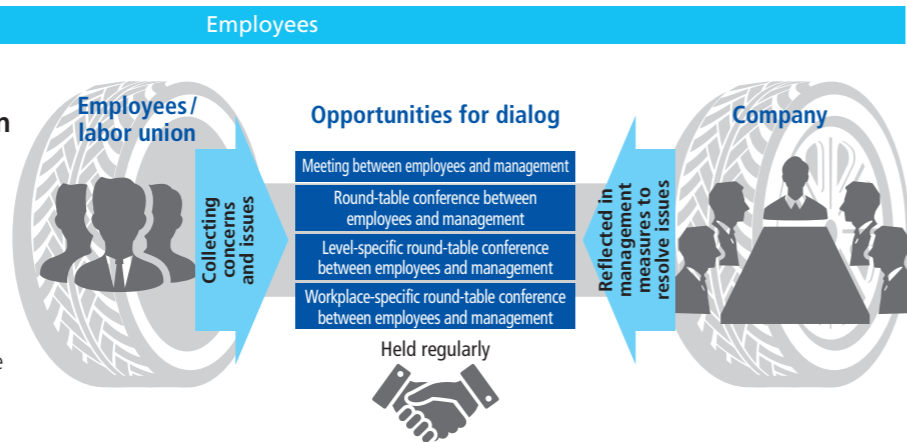 Employees
n
Employees/
labor union
Opportunities for dialog
Company
Collecting
concerns
and issues
Meeting between employees and management
Round-table conference between
employees and management
Level-specific round-table conference
between employees and management
Workplace-specific round-table conference
between employees and management
Reflected in
management
measures to
resolve issues
Held regularly
e